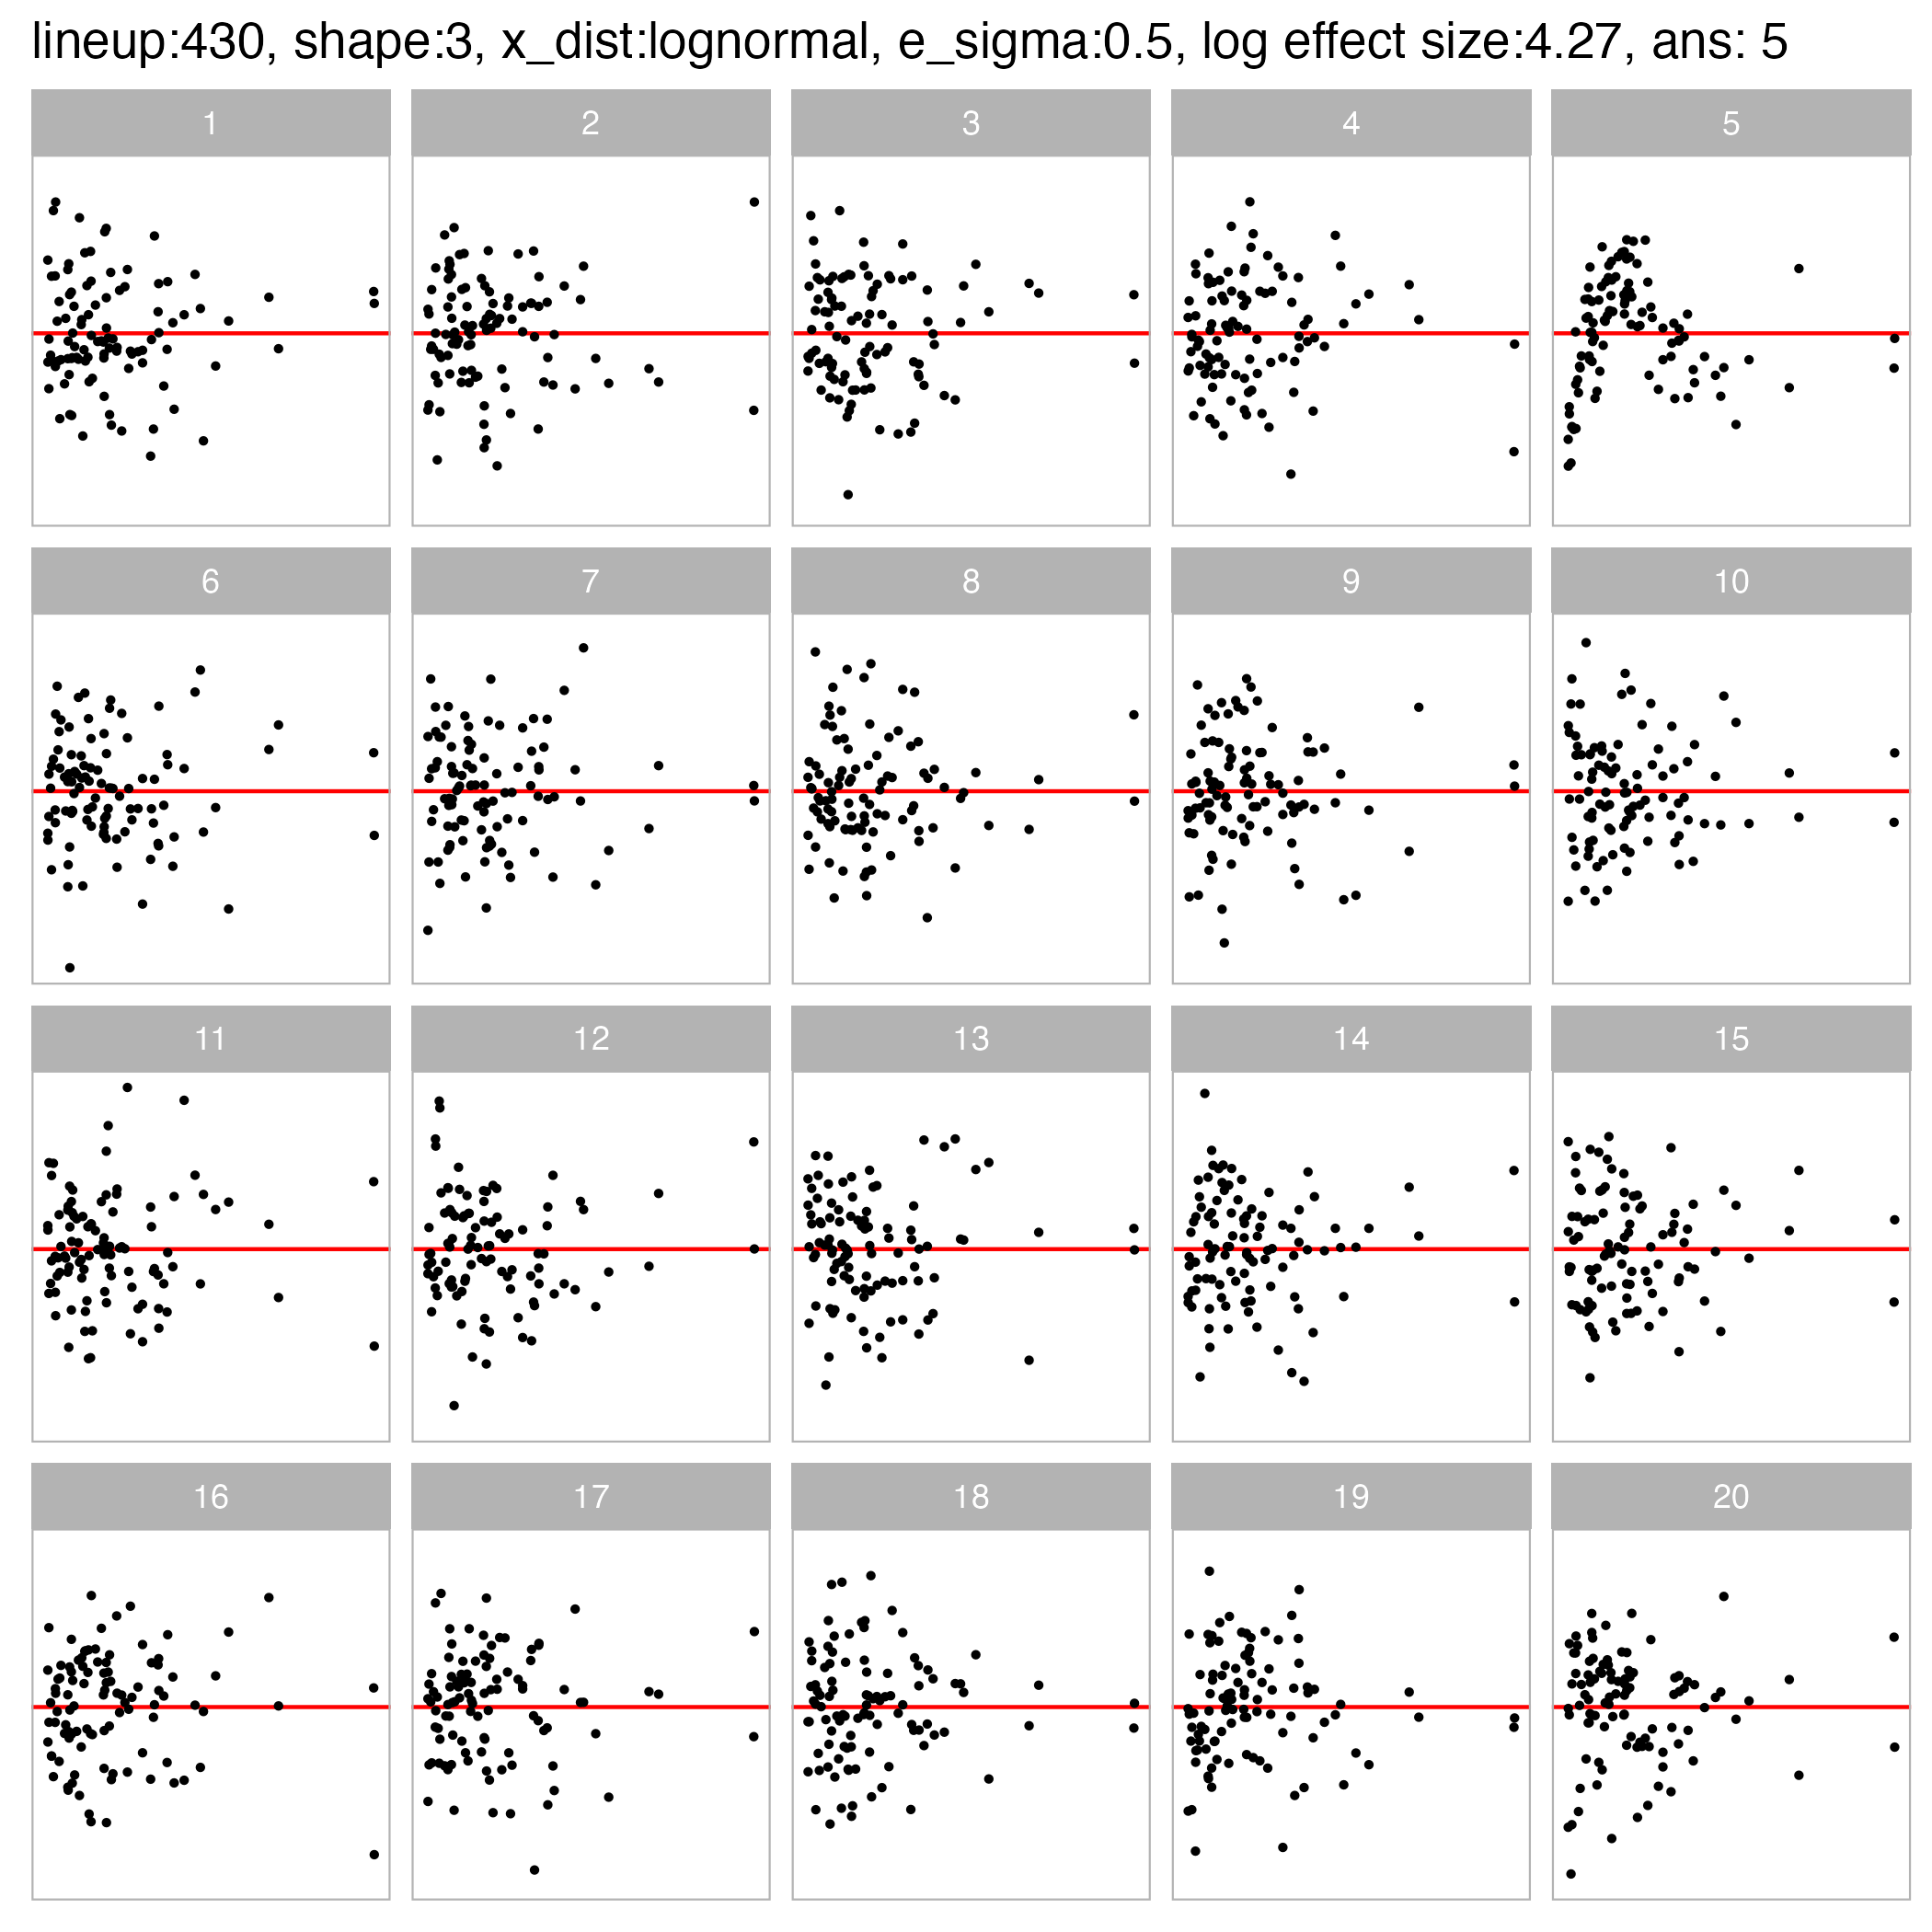 lineup:430, shape:3, x_dist:lognormal, e_sigma:0.5, log effect size:4.27, ans: 5
1 2 3 4 5
6 7 8 9 10
11 12 13 14 15
16 17 18 19 20